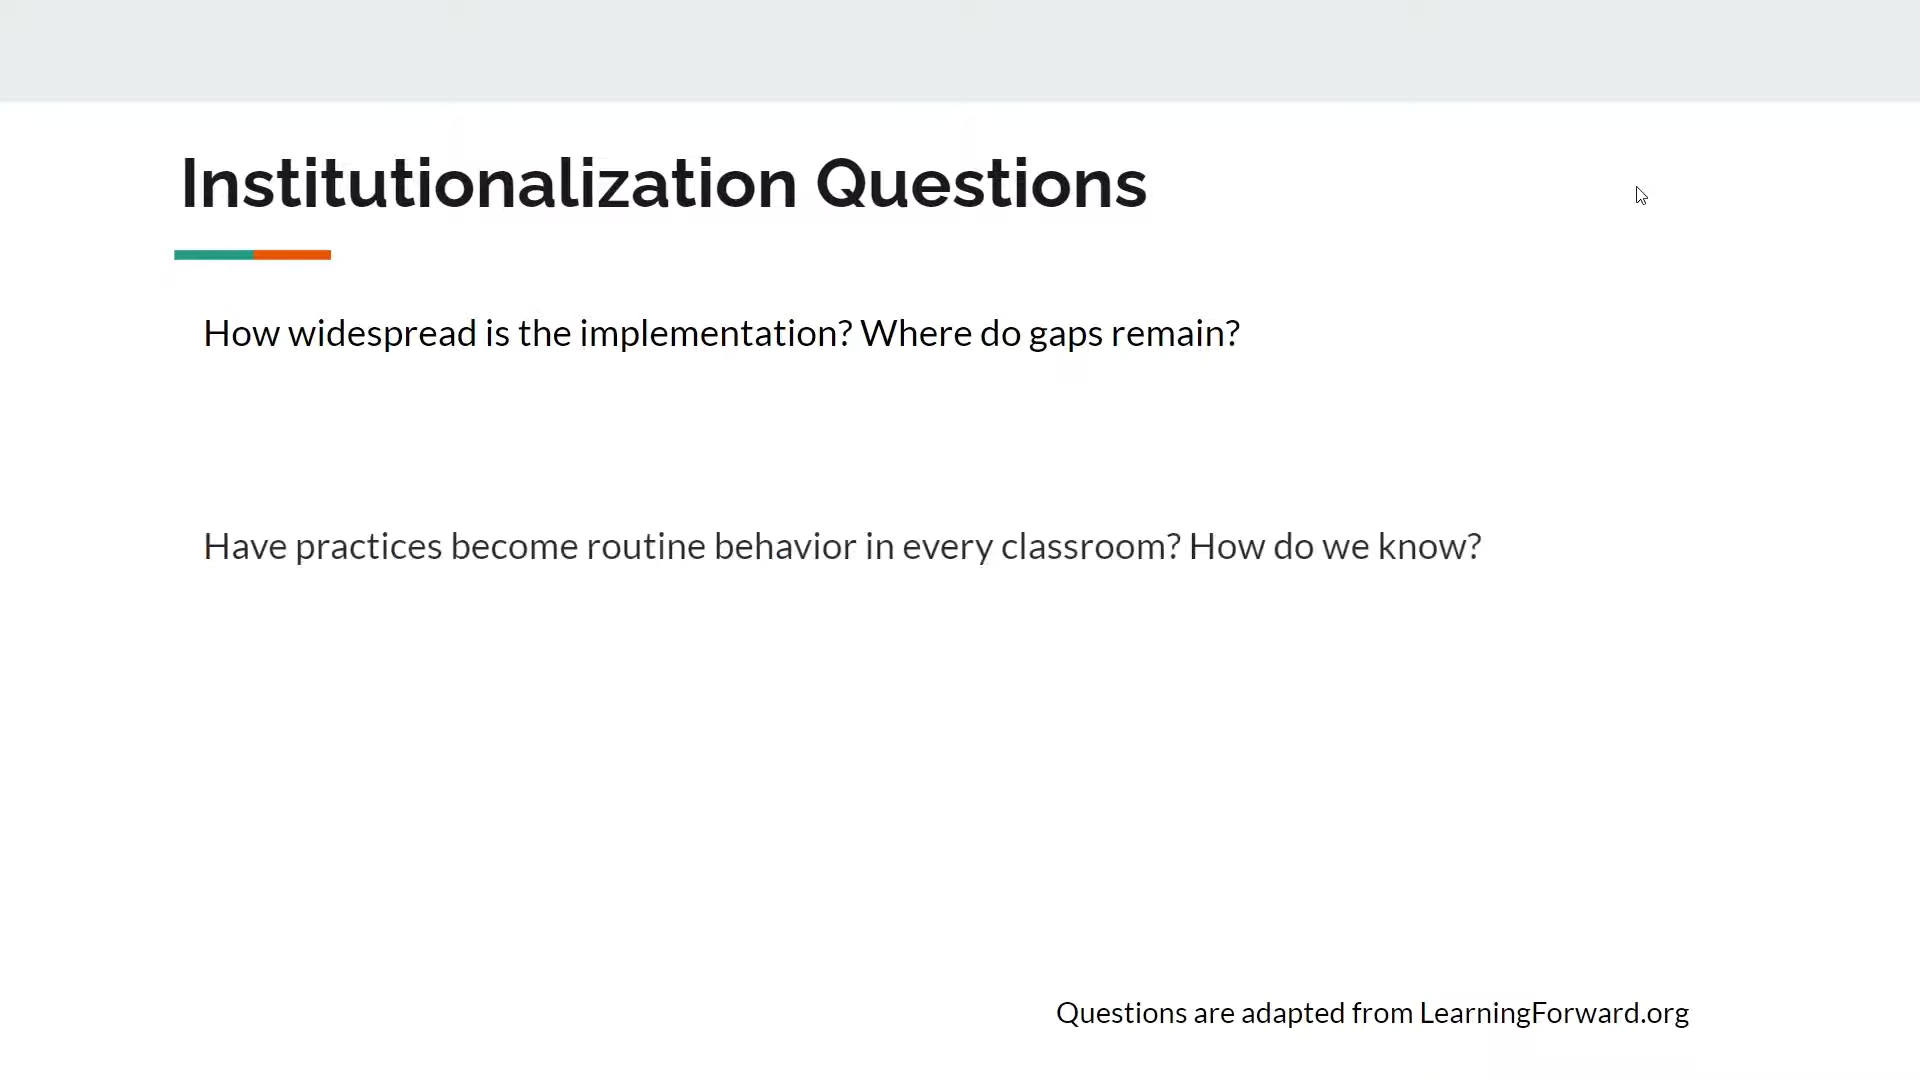 Institutionalization Questions
How widespread is the implementation? Where do gaps remain?
Have practices become routine behavior in every classroom? How do we know?
Questions are adapted from LearningForward.org